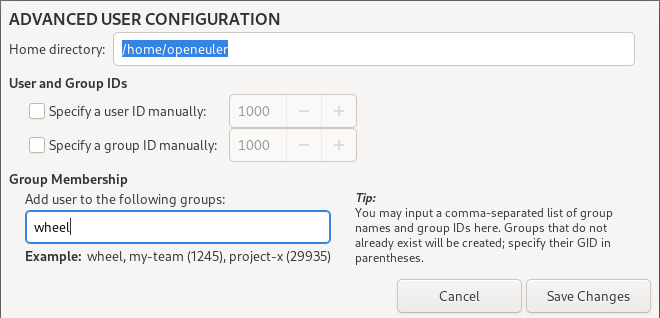 ADVANCED USER CONFIGURATION
Home directory: /home/openeuler
User and Group IDs
Specify a user ID manually: 1000 − +
Specify a group ID manually: 1000 − +
Group Membership
Add user to the following groups:
wheel
Example: wheel, my-team (1245), project-x (29935)
Tip:
You may input a comma-separated list of group
names and group IDs here. Groups that do not
already exist will be created; specify their GID in
parentheses.
Cancel Save Changes